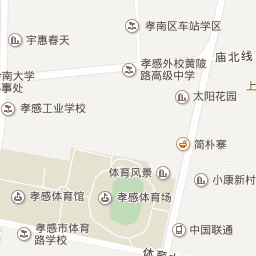 孝南区车站学区
宇惠春天
庙北线
孝感外校黄陂
路高级中学
南大学
事处
上
太阳花园
孝感工业学校
简朴寨
体育风景
小康新村
孝感体育馆
孝感体育场
孝感市体育
路学校
中国联通
体育